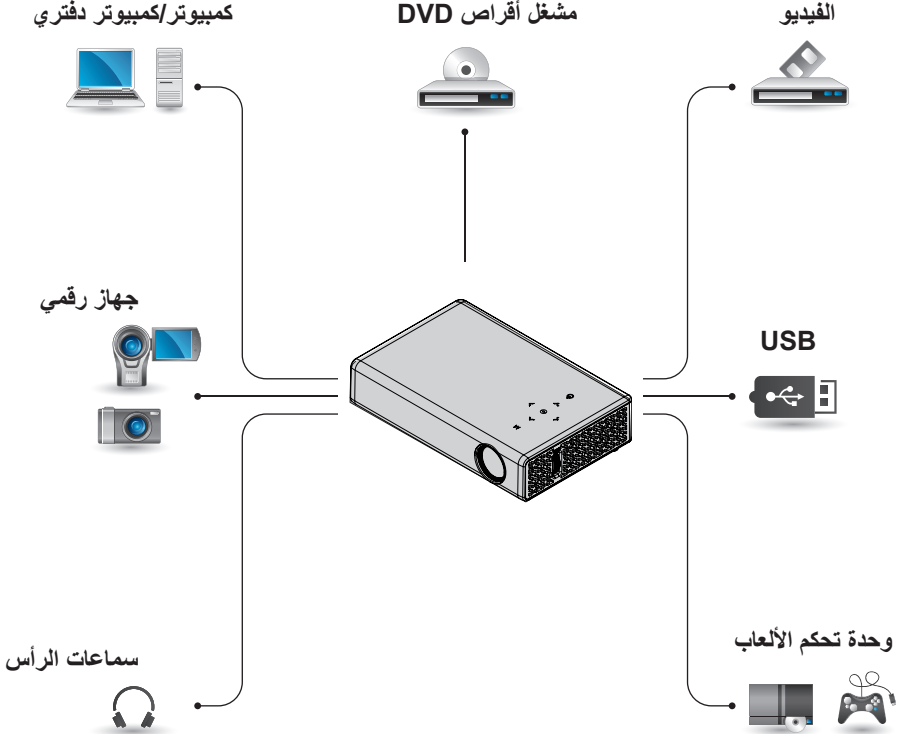 الفيديو
مشغل أقراص DVD
كمبيوتر/كمبيوتر دفتري
USB
جهاز رقمي
وحدة تحكم الألعاب
سماعات الرأس